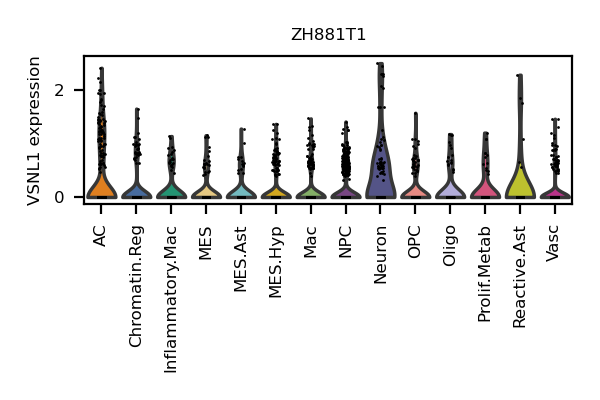 ZH881T1
VSNL1 expression
2
0
AC
Chromatin.Reg
Inflammatory.Mac
MES
MES.Ast
MES.Hyp
Mac
NPC
Neuron
OPC
Oligo
Prolif.Metab
Reactive.Ast
Vasc